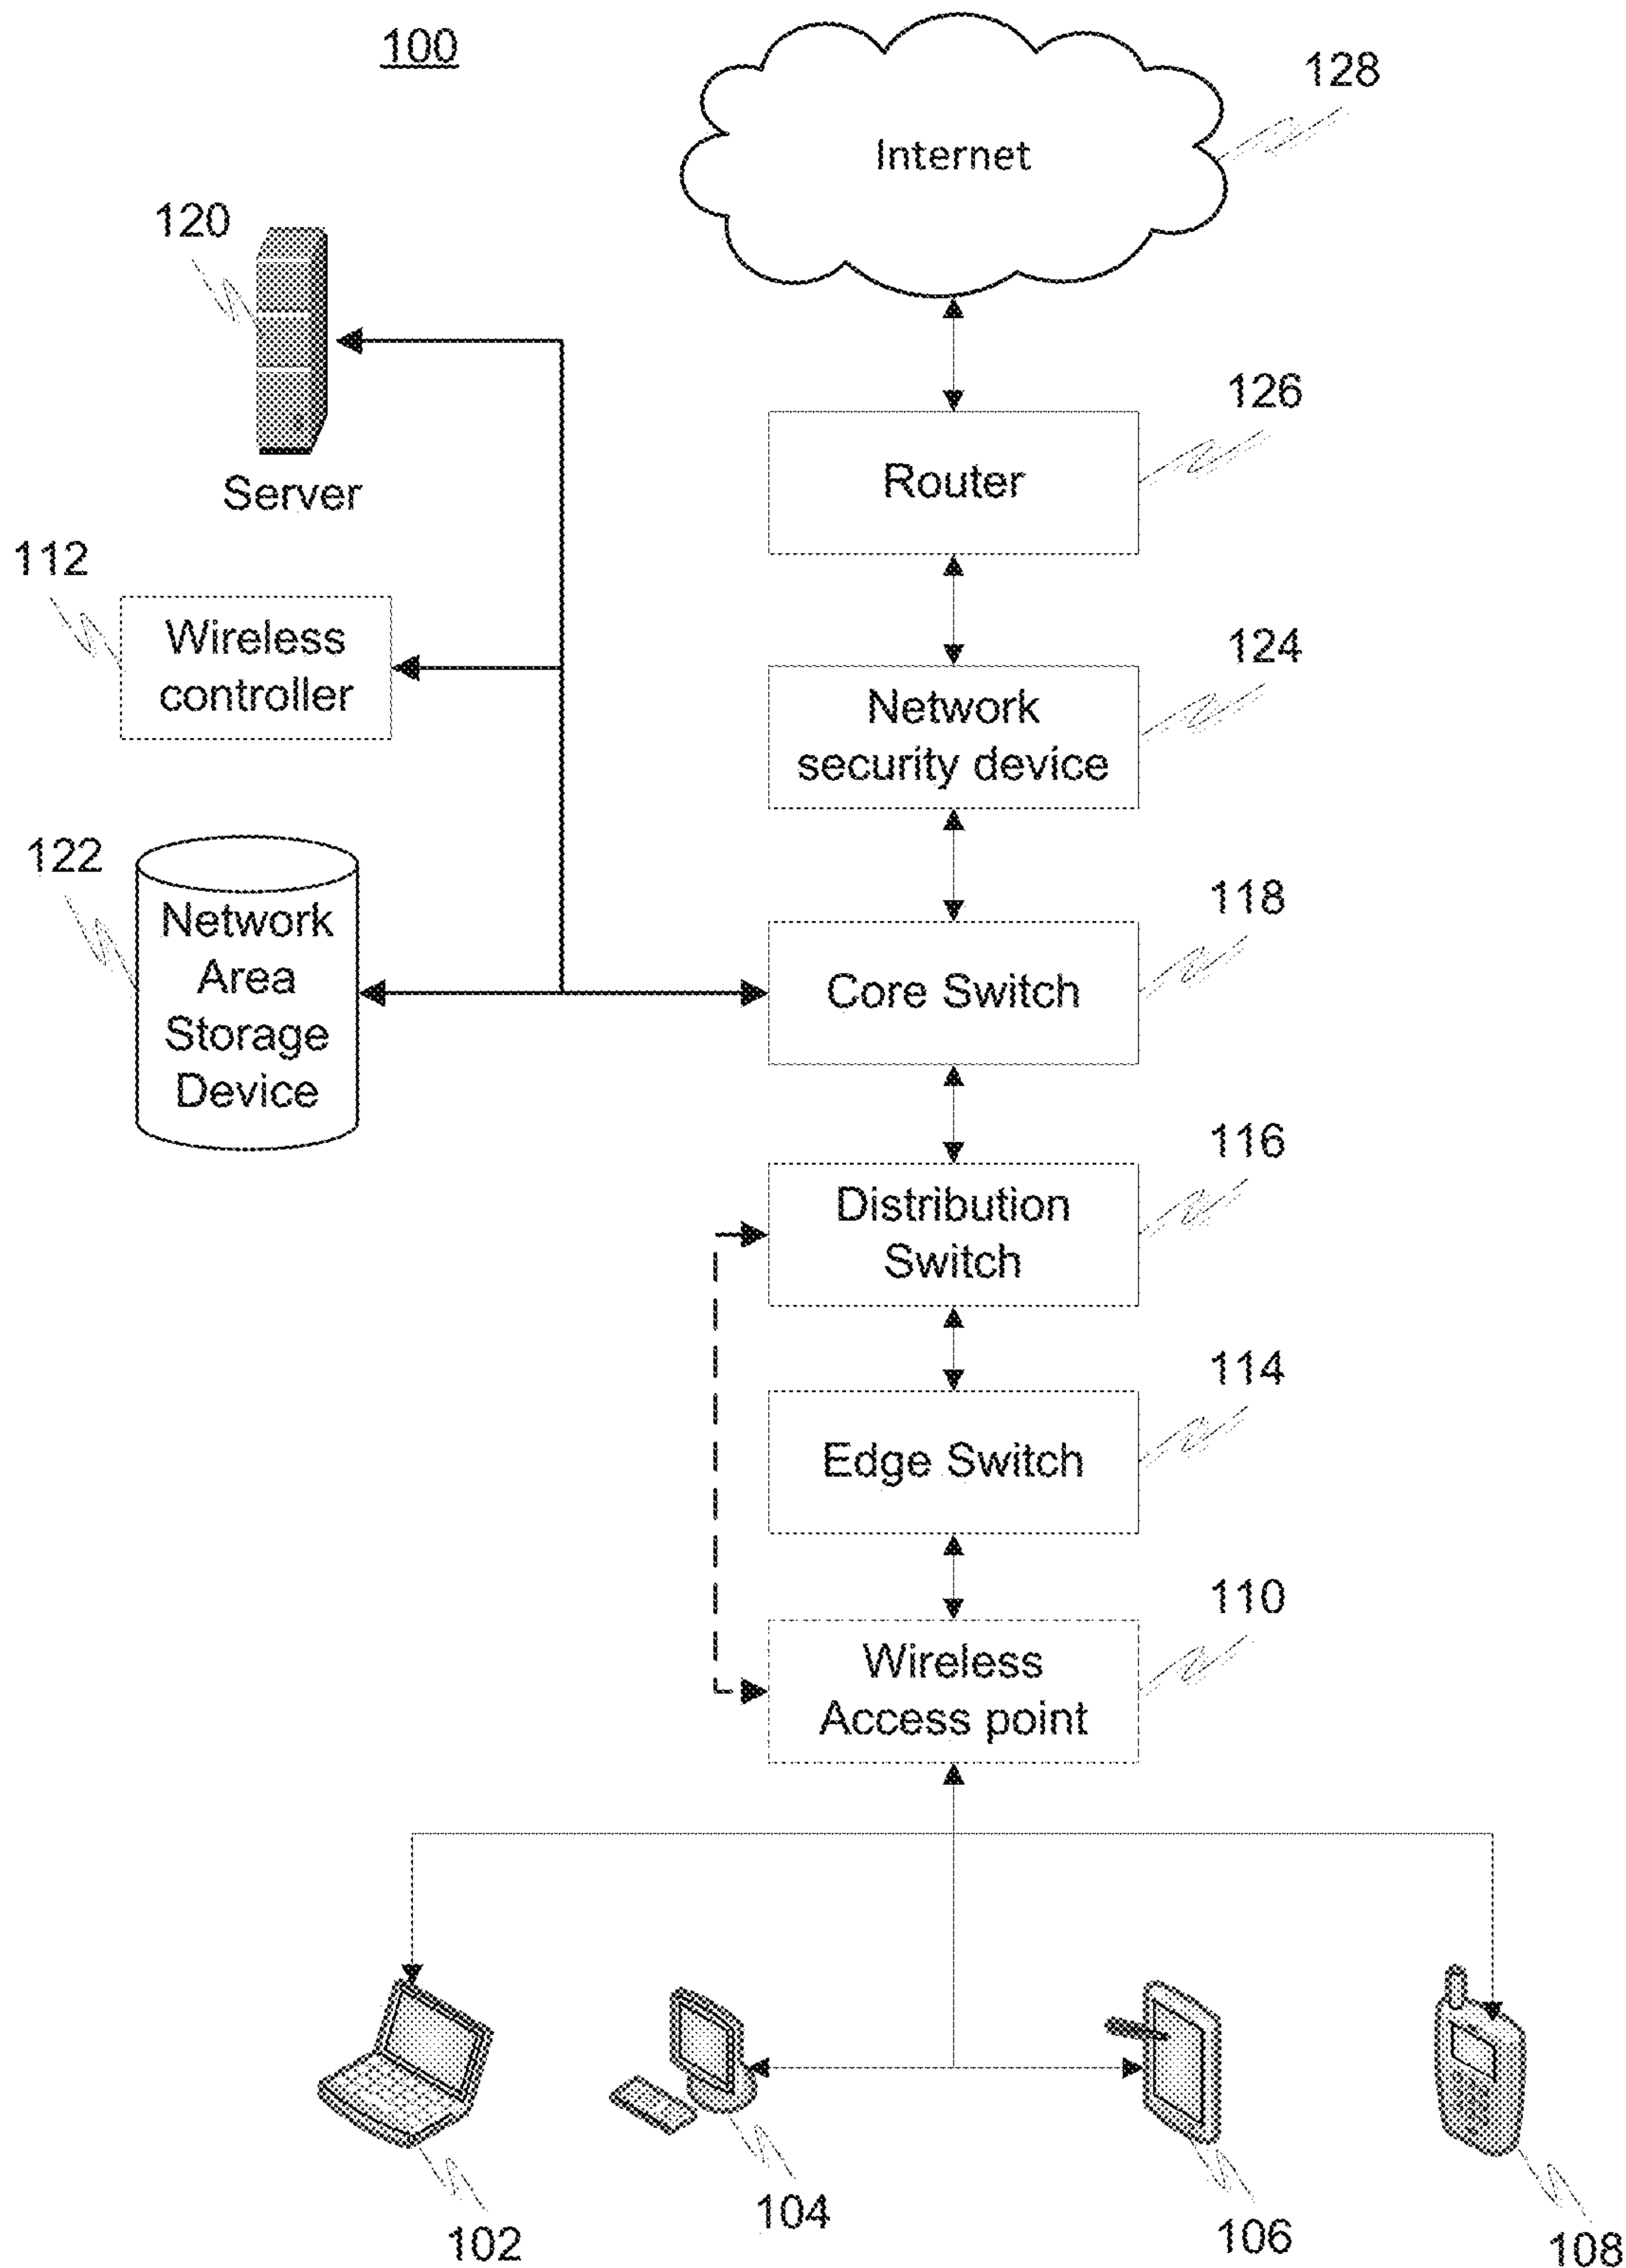 100
128
Internet
120
126
Router
Server
112
Wireless
controller
124
Network
security device
122
Network
Area
Storage
Device
118
Core Switch
116
Distribution
Switch
114
Edge Switch
110
Wireless
Access point
102
104
106
108